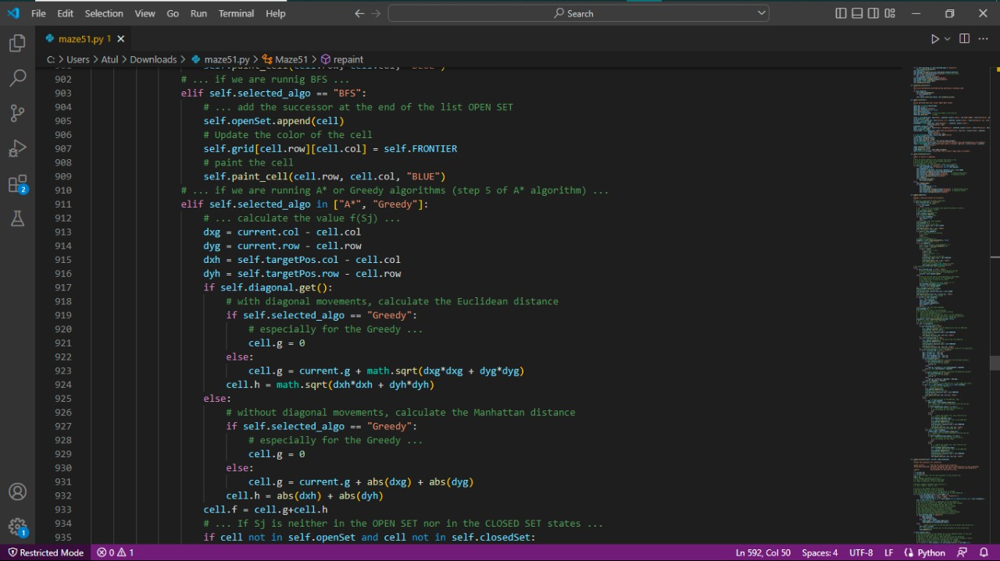 File Edit Selection View Go Run Terminal Help Search
maze51.py 1
C: > Users > Atul > Downloads > maze51.py > Maze51 > repaint
902 # ... if we are runnig BFS ...
903 elif self.selected_algo == "BFS":
904 # ... add the successor at the end of the list OPEN SET
905 self.openSet.append(cell)
906 # Update the color of the cell
907 self.grid[cell.row][cell.col] = self.FRONTIER
908 # paint the cell
909 self.paint_cell(cell.row, cell.col, "BLUE")
910 # ... if we are running A* or Greedy algorithms (step 5 of A* algorithm) ...
911 elif self.selected_algo in ["A*", "Greedy"]:
912 # ... calculate the value f(Sj) ...
913 dxg = current.col - cell.col
914 dyg = current.row - cell.row
915 dxh = self.targetPos.col - cell.col
916 dyh = self.targetPos.row - cell.row
917 if self.diagonal.get():
918 # with diagonal movements, calculate the Euclidean distance
919 if self.selected_algo == "Greedy":
920 # especially for the Greedy ...
921 cell.g = 0
922 else:
923 cell.g = current.g + math.sqrt(dxg*dxg + dyg*dyg)
924 cell.h = math.sqrt(dxh*dxh + dyh*dyh)
925 else:
926 # without diagonal movements, calculate the Manhattan distance
927 if self.selected_algo == "Greedy":
928 # especially for the Greedy ...
929 cell.g = 0
930 else:
931 cell.g = current.g + abs(dxg) + abs(dyg)
932 cell.h = abs(dxh) + abs(dyh)
933 cell.f = cell.g+cell.h
934 # ... If Sj is neither in the OPEN SET nor in the CLOSED SET states ...
935 if cell not in self.openSet and cell not in self.closedSet:
2
1
Restricted Mode 0 1 Ln 592, Col 50 Spaces: 4 UTF-8 LF Python